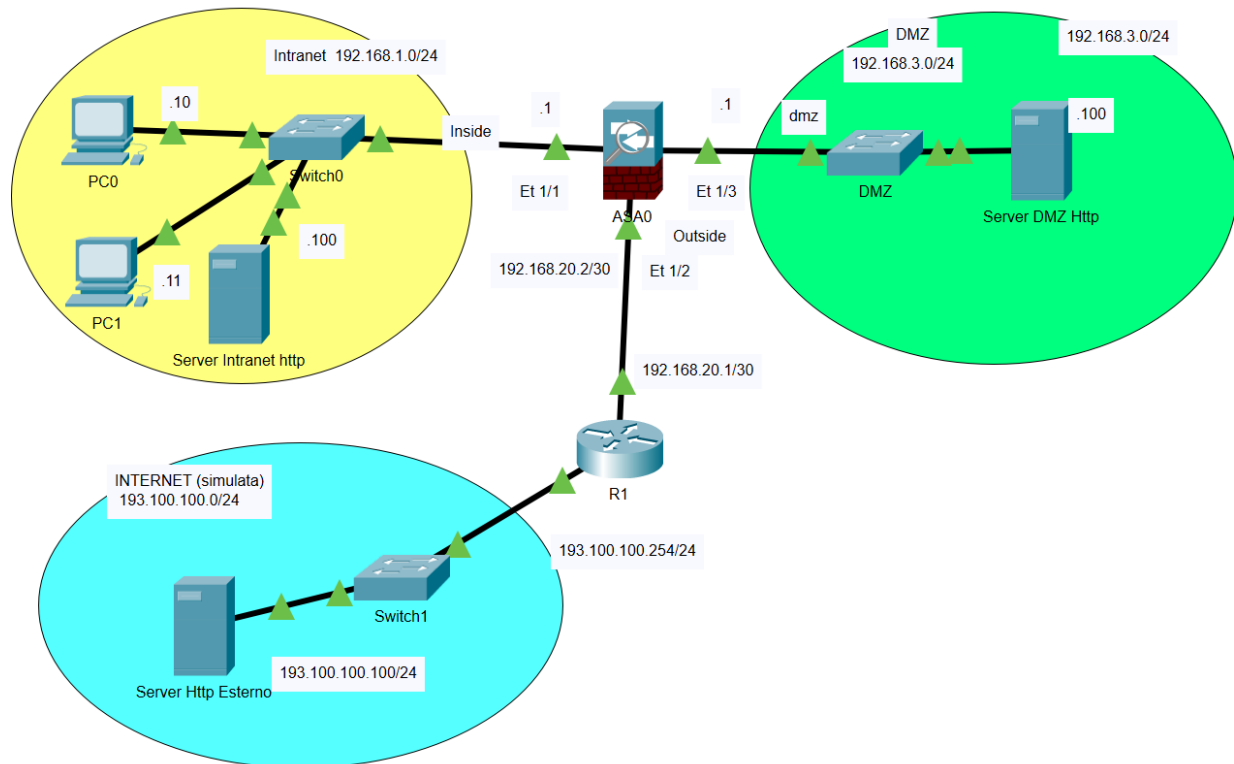 Intranet 192.168.1.0/24
.10
PC0
Switch0
.11
PC1
.100
Server Intranet http
Inside
.1
Et 1/1
ASA0
.1
Et 1/3
Outside
192.168.20.2/30
Et 1/2
DMZ
192.168.3.0/24
192.168.3.0/24
dmz
DMZ
.100
Server DMZ Http
192.168.20.1/30
R1
INTERNET (simulata)
193.100.100.0/24
193.100.100.254/24
Switch1
193.100.100.100/24
Server Http Esterno